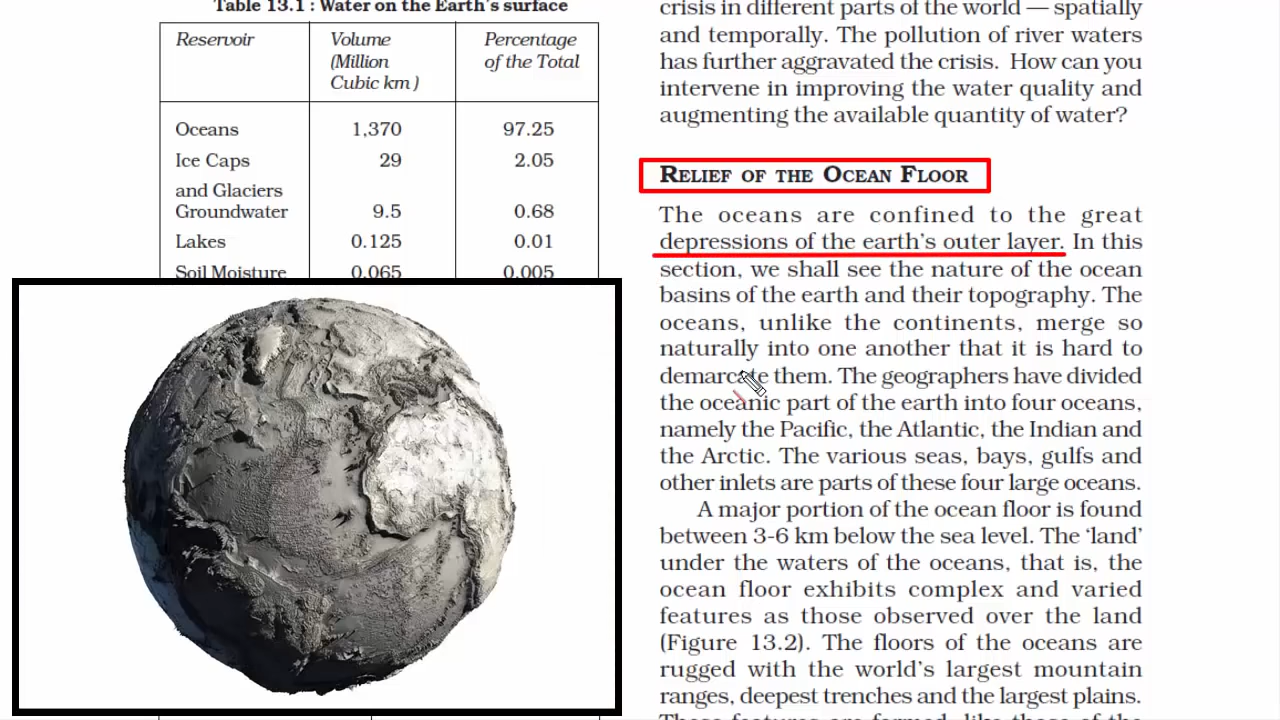 Table 13.1 : Water on the Earth's surface
Reservoir Volume (Million Cubic km) Percentage of the Total
Oceans 1,370 97.25
Ice Caps 29 2.05
and Glaciers
Groundwater 9.5 0.68
Lakes 0.125 0.01
Soil Moisture 0.065 0.005
crisis in different parts of the world — spatially
and temporally. The pollution of river waters
has further aggravated the crisis. How can you
intervene in improving the water quality and
augmenting the available quantity of water?
RELIEF OF THE OCEAN FLOOR
The oceans are confined to the great
depressions of the earth's outer layer. In this
section, we shall see the nature of the ocean
basins of the earth and their topography. The
oceans, unlike the continents, merge so
naturally into one another that it is hard to
demarcate them. The geographers have divided
the oceanic part of the earth into four oceans,
namely the Pacific, the Atlantic, the Indian and
the Arctic. The various seas, bays, gulfs and
other inlets are parts of these four large oceans.
A major portion of the ocean floor is found
between 3-6 km below the sea level. The 'land'
under the waters of the oceans, that is, the
ocean floor exhibits complex and varied
features as those observed over the land
(Figure 13.2). The floors of the oceans are
rugged with the world's largest mountain
ranges, deepest trenches and the largest plains.
These features are formed, like those of the